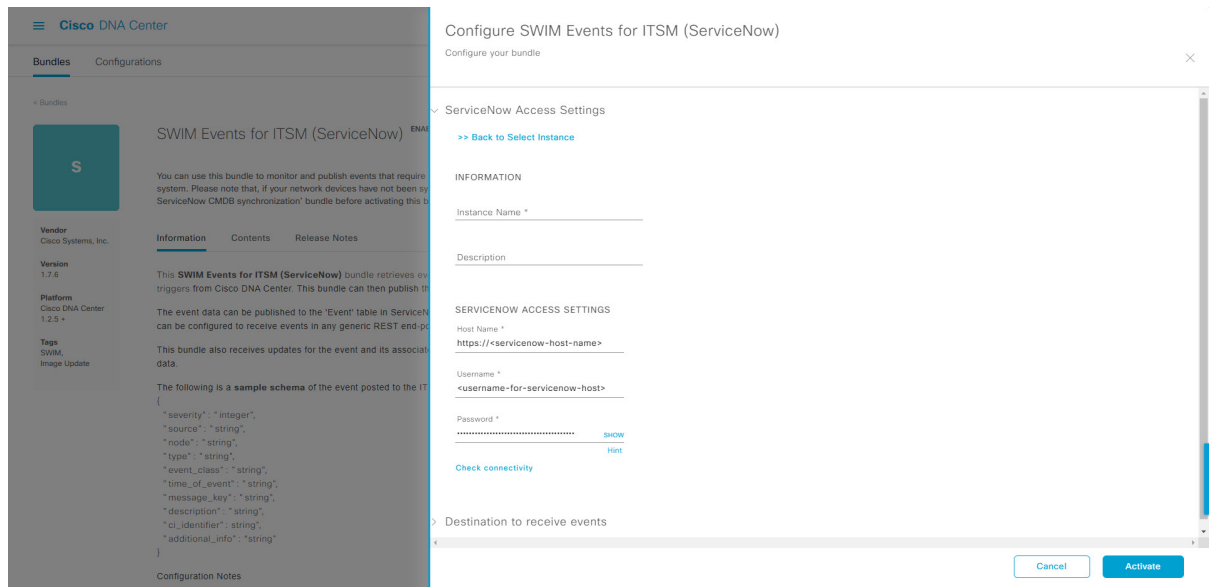 Cisco DNA Center
Bundles Configurations
< Bundles
S
SWIM Events for ITSM (ServiceNow)
You can use this bundle to monitor and publish events that require
system. Please note that, if your network devices have not been sy
ServiceNow CMDB synchronization' bundle before activating this b
Vendor
Cisco Systems, Inc.
Version
1.7.6
Platform
Cisco DNA Center
1.2.5 +
Tags
SWIM,
Image Update
Information Contents Release Notes
This SWIM Events for ITSM (ServiceNow) bundle retrieves ev
triggers from Cisco DNA Center. This bundle can then publish th
The event data can be published to the 'Event' table in ServiceN
can be configured to receive events in any generic REST end-po
This bundle also receives updates for the event and its associat
data.
The following is a sample schema of the event posted to the IT
{
"severity" : "integer",
"source" : "string",
"node" : "string",
"type" : "string",
"event_class" : "string",
"time_of_event" : "string",
"message_key" : "string",
"description" : "string",
"ci_identifier" : string",
"additional_info" : "string"
}
Configuration Notes
Configure SWIM Events for ITSM (ServiceNow)
Configure your bundle
ServiceNow Access Settings
>> Back to Select Instance
INFORMATION
Instance Name *
Description
SERVICENOW ACCESS SETTINGS
Host Name *
https://<servicenow-host-name>
Username *
<username-for-servicenow-host>
Password *
SHOW
Hint
Check connectivity
Destination to receive events
Cancel Activate